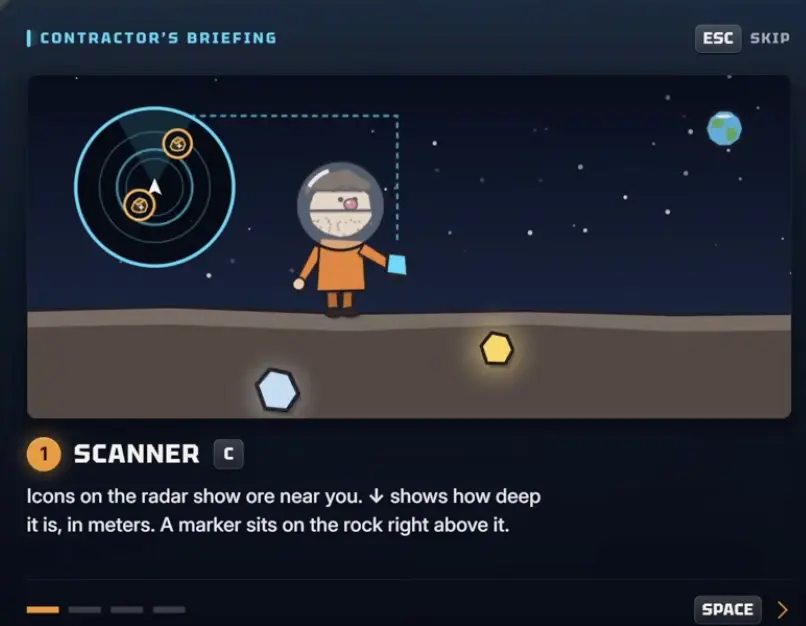 CONTRACTOR'S BRIEFING
ESC SKIP
1 SCANNER C
Icons on the radar show ore near you. ↓ shows how deep
it is, in meters. A marker sits on the rock right above it.
SPACE